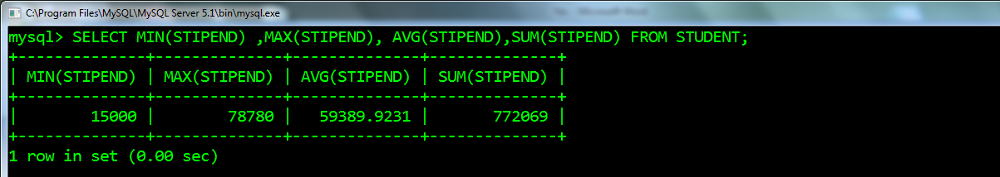 C:\Program Files\MySQL\MySQL Server 5.1\bin\mysql.exe
mysql> SELECT MIN(STIPEND) ,MAX(STIPEND), AVG(STIPEND),SUM(STIPEND) FROM STUDENT;
+--------------+--------------+--------------+--------------+
| MIN(STIPEND) | MAX(STIPEND) | AVG(STIPEND) | SUM(STIPEND) |
+--------------+--------------+--------------+--------------+
|        15000 |        78780 |   59389.9231 |       772069 |
+--------------+--------------+--------------+--------------+
1 row in set (0.00 sec)